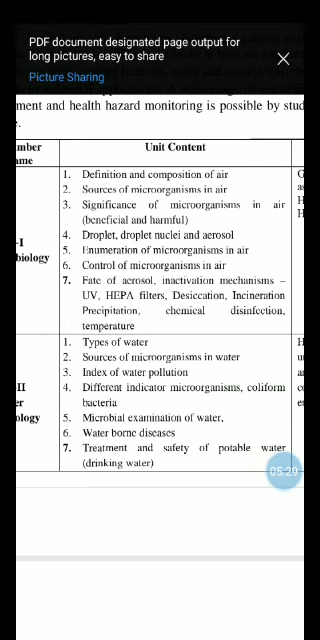 PDF document designated page output for
long pictures, easy to share
Picture Sharing
ment and health hazard monitoring is possible by stud
Unit Content
1. Definition and composition of air
2. Sources of microorganisms in air
3. Significance of microorganisms in air
(beneficial and harmful)
4. Droplet, droplet nuclei and aerosol
-I
biology
5. Enumeration of microorganisms in air
6. Control of microorganisms in air
7. Fate of aerosol, inactivation mechanisms –
UV, HEPA filters, Desiccation, Incineration
Precipitation, chemical disinfection,
temperature
1. Types of water
2. Sources of microorganisms in water
3. Index of water pollution
-II
4. Different indicator microorganisms, coliform
er
bacteria
ology
5. Microbial examination of water,
6. Water borne diseases
7. Treatment and safety of potable water
(drinking water)
05:29